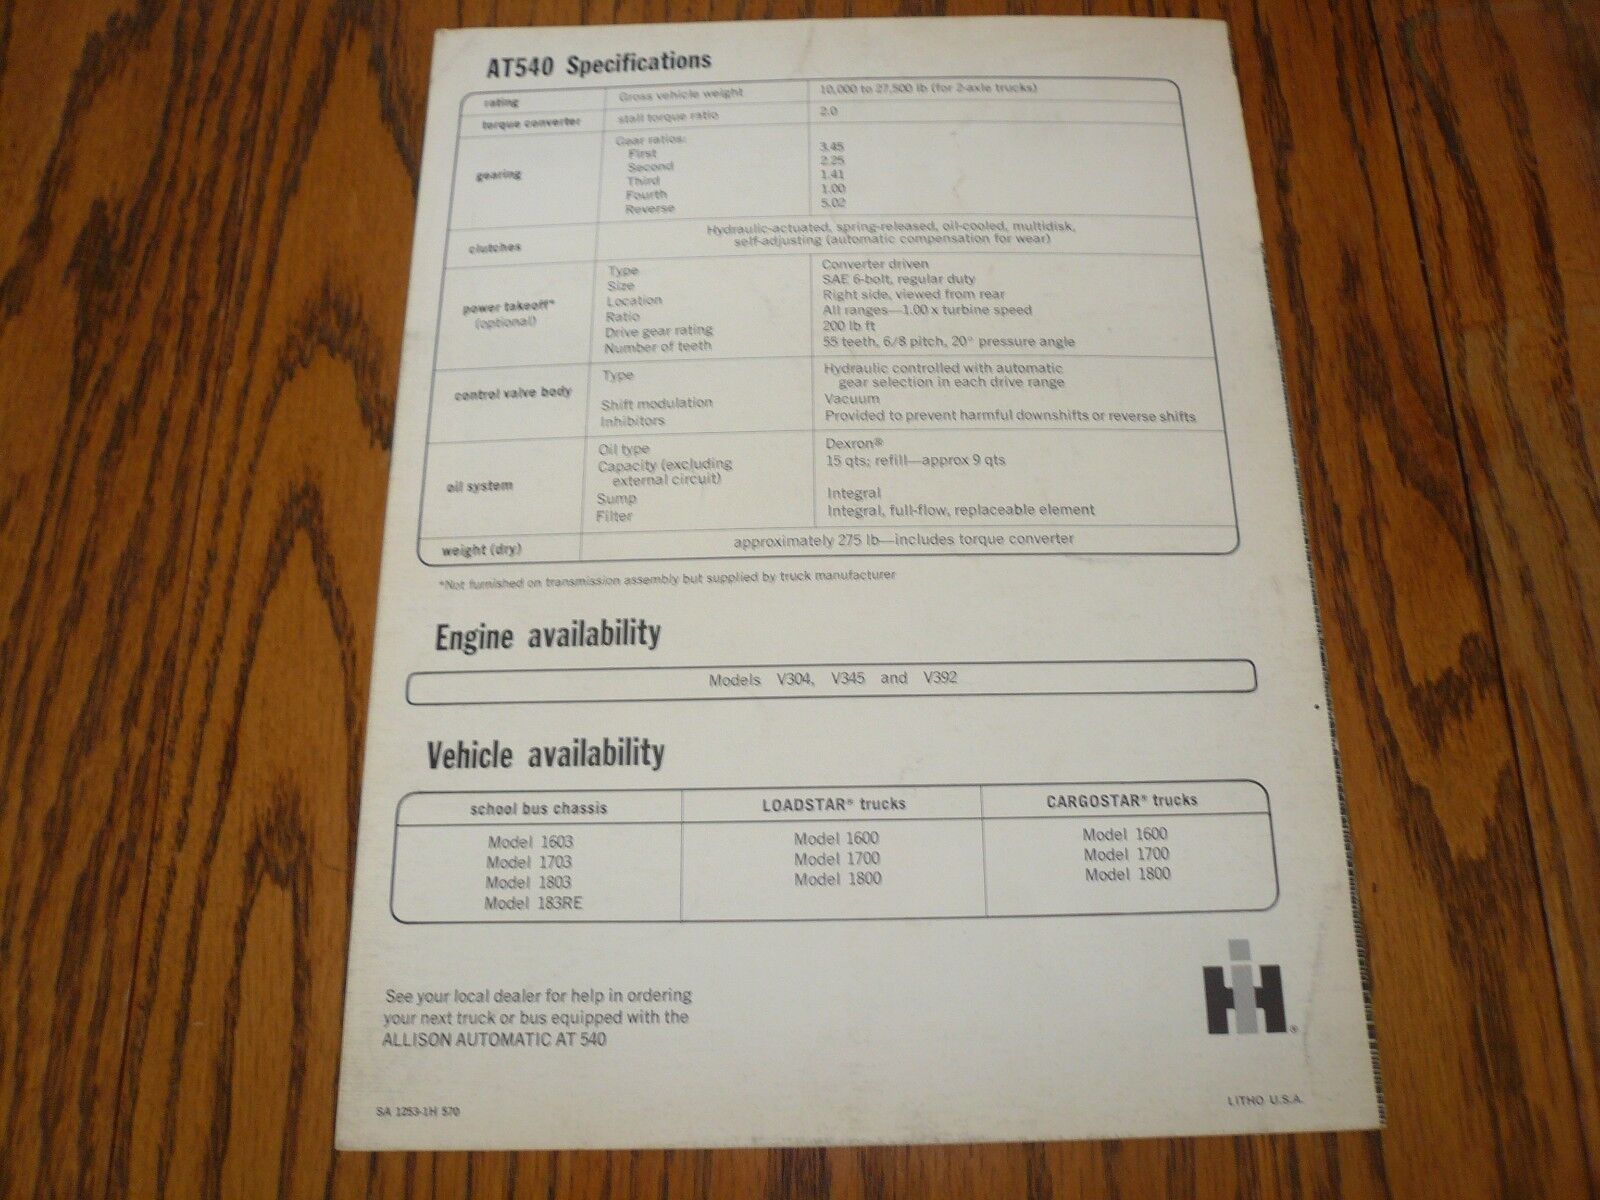 AT540 Specifications
rating Gross vehicle weight 10,000 to 27,500 lb (for 2-axle trucks)
torque converter stall torque ratio 2.0
gearing Gear ratios:
First 3.45
Second 2.25
Third 1.41
Fourth 1.00
Reverse 5.02
clutches Hydraulic-actuated, spring-released, oil-cooled, multidisk,
self-adjusting (automatic compensation for wear)
power takeoff*
(optional)
Type Converter driven
Size SAE 6-bolt, regular duty
Location Right side, viewed from rear
Ratio All ranges—1.00 x turbine speed
Drive gear rating 200 lb ft
Number of teeth 55 teeth, 6/8 pitch, 20° pressure angle
control valve body Type Hydraulic controlled with automatic
gear selection in each drive range
Shift modulation Vacuum
Inhibitors Provided to prevent harmful downshifts or reverse shifts
oil system Oil type Dexron®
Capacity (excluding 15 qts; refill—approx 9 qts
external circuit)
Sump Integral
Filter Integral, full-flow, replaceable element
weight (dry) approximately 275 lb—includes torque converter
*Not furnished on transmission assembly but supplied by truck manufacturer
Engine availability
Models V304, V345 and V392
Vehicle availability
school bus chassis LOADSTAR® trucks CARGOSTAR® trucks
Model 1603 Model 1600 Model 1600
Model 1703 Model 1700 Model 1700
Model 1803 Model 1800 Model 1800
Model 183RE
See your local dealer for help in ordering
your next truck or bus equipped with the
ALLISON AUTOMATIC AT 540
IH®
SA 1253-1H 570
LITHO U.S.A.